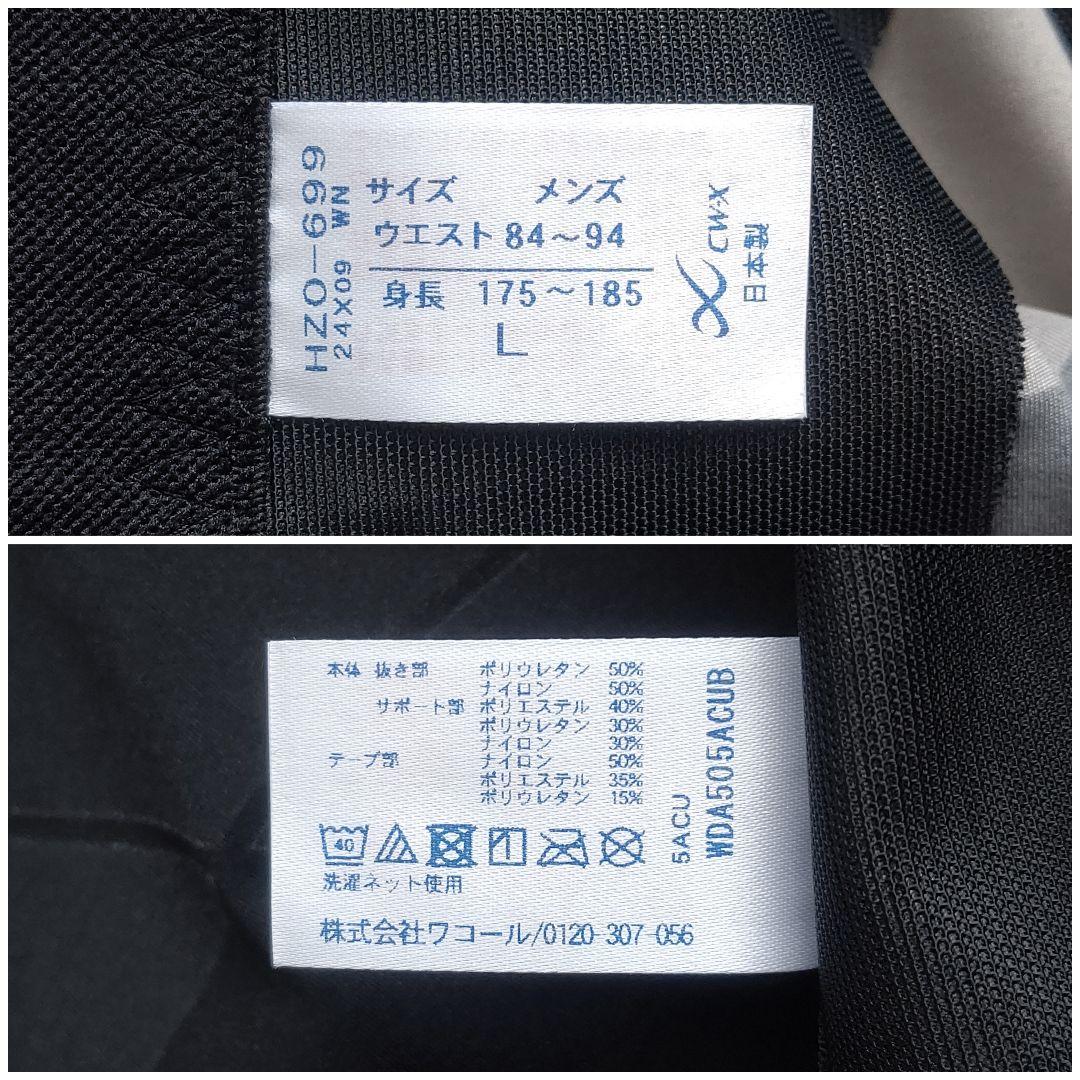 HZO-699
24X09 WN
サイズ メンズ
ウエスト 84〜94
身長 175〜185
L
CW-X
日本製
本体 抜き部 ポリウレタン 50%
ナイロン 50%
サポート部 ポリエステル 40%
ポリウレタン 30%
ナイロン 30%
テープ部 ナイロン 50%
ポリエステル 35%
ポリウレタン 15%
40
洗濯ネット使用
株式会社ワコール/0120 307 056
5ACU
WDA505ACUB